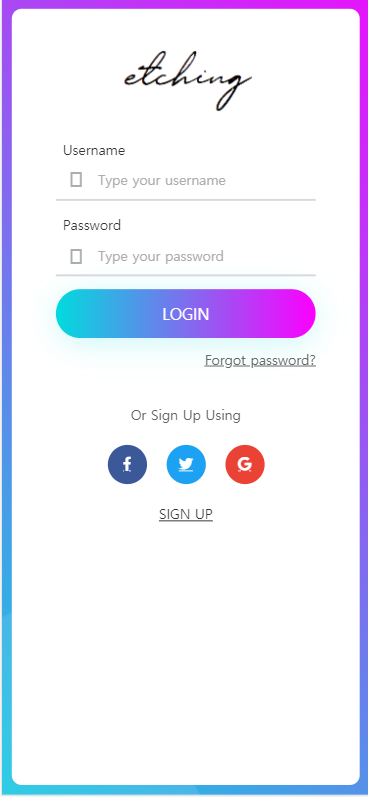 etching
Username
Type your username
Password
Type your password
LOGIN
Forgot password?
Or Sign Up Using
SIGN UP